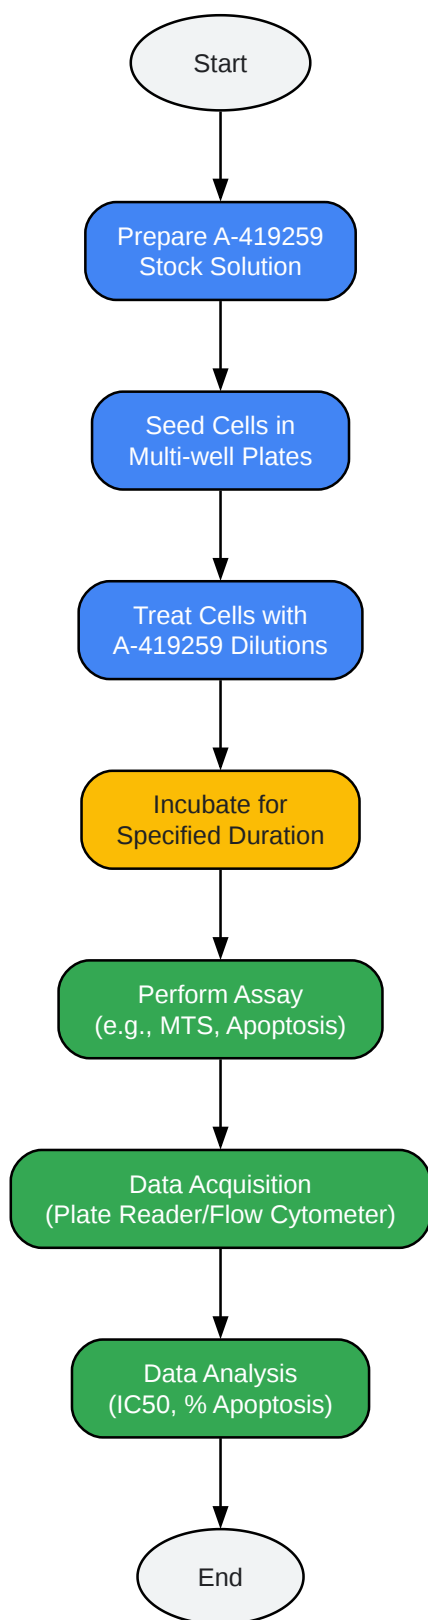 Start
Prepare A-419259
Stock Solution
Seed Cells in
Multi-well Plates
Treat Cells with
A-419259 Dilutions
Incubate for
Specified Duration
Perform Assay
(e.g., MTS, Apoptosis)
Data Acquisition
(Plate Reader/Flow Cytometer)
Data Analysis
(IC50, % Apoptosis)
End